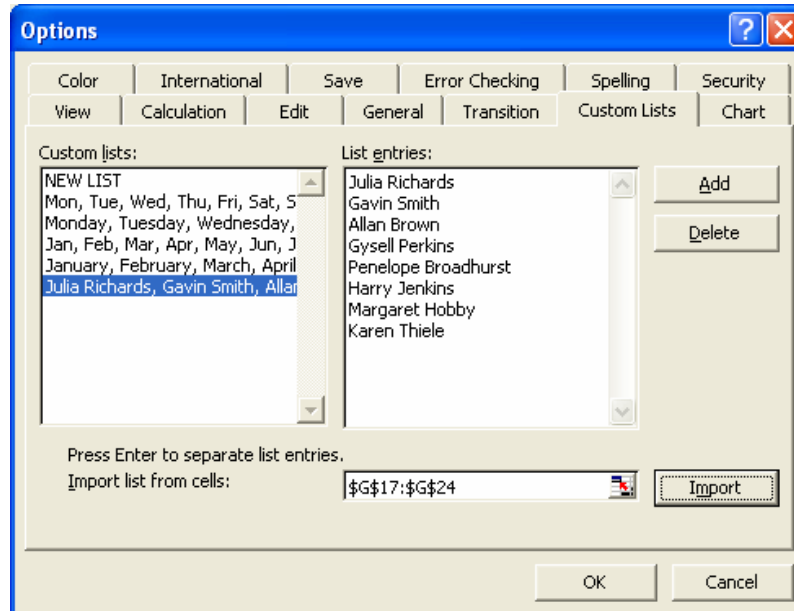 Options
Color International Save Error Checking Spelling Security
View Calculation Edit General Transition Custom Lists Chart
Custom lists:
NEW LIST
Mon, Tue, Wed, Thu, Fri, Sat, S
Monday, Tuesday, Wednesday,
Jan, Feb, Mar, Apr, May, Jun, J
January, February, March, April
Julia Richards, Gavin Smith, Allan
List entries:
Julia Richards
Gavin Smith
Allan Brown
Gysell Perkins
Penelope Broadhurst
Harry Jenkins
Margaret Hobby
Karen Thiele
Add
Delete
Press Enter to separate list entries.
Import list from cells: $G$17:$G$24 Import
OK Cancel